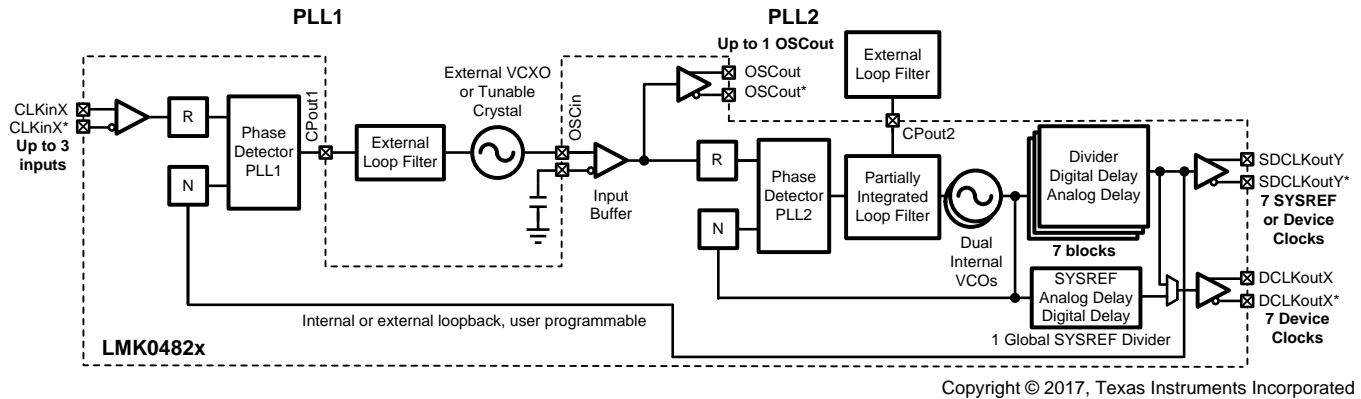 PLL1
PLL2
Up to 1 OSCout
External
Loop Filter
External VCXO
or Tunable
Crystal
OSCin
OSCout
OSCout*
CLKinX
CLKinX*
Up to 3
inputs
R
N
Phase
Detector
PLL1
CPout1
External
Loop Filter
Input
Buffer
CPout2
R
N
Phase
Detector
PLL2
Partially
Integrated
Loop Filter
Dual
Internal
VCOs
Divider
Digital Delay
Analog Delay
7 blocks
SDCLKoutY
SDCLKoutY*
7 SYSREF
or Device
Clocks
SYSREF
Analog Delay
Digital Delay
1 Global SYSREF Divider
DCLKoutX
DCLKoutX*
7 Device
Clocks
Internal or external loopback, user programmable
LMK0482x
Copyright © 2017, Texas Instruments Incorporated